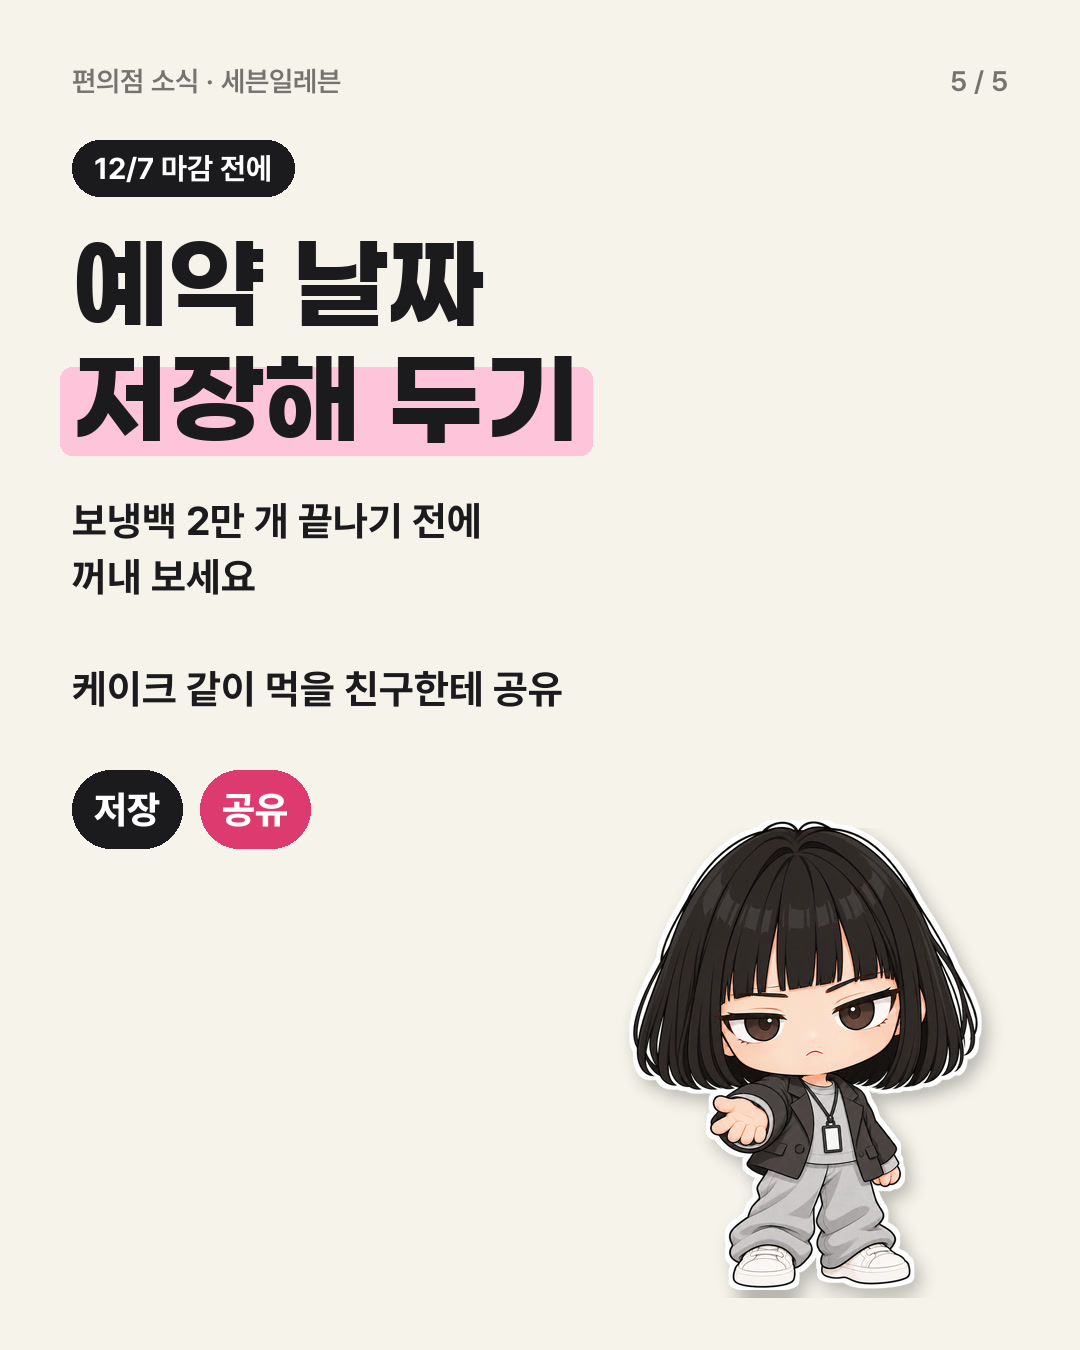 편의점 소식 · 세븐일레븐
5 / 5
12/7 마감 전에
예약 날짜
저장해 두기
보냉백 2만 개 끝나기 전에
꺼내 보세요
케이크 같이 먹을 친구한테 공유
저장
공유